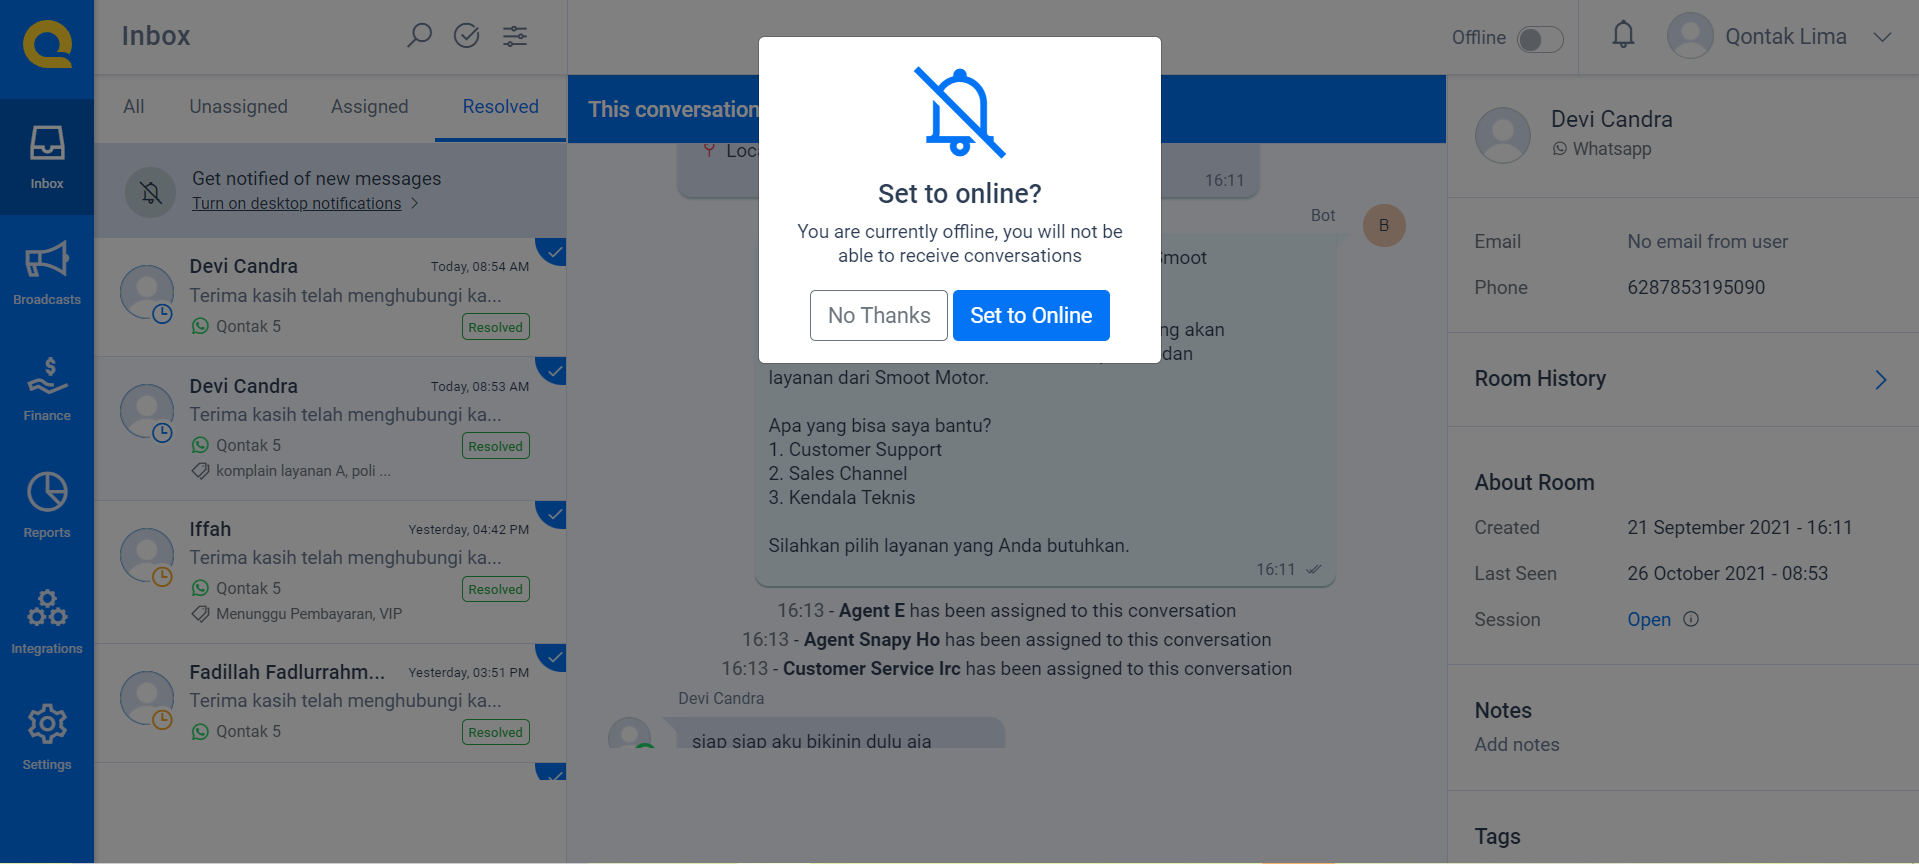 Inbox
Offline
Qontak Lima
Inbox
Broadcasts
Finance
Reports
Integrations
Settings
All
Unassigned
Assigned
Resolved
Get notified of new messages
Turn on desktop notifications
Devi Candra
Today, 08:54 AM
Terima kasih telah menghubungi ka...
Qontak 5
Resolved
Devi Candra
Today, 08:53 AM
Terima kasih telah menghubungi ka...
Qontak 5
Resolved
komplain layanan A, poli ...
Iffah
Yesterday, 04:42 PM
Terima kasih telah menghubungi ka...
Qontak 5
Resolved
Menunggu Pembayaran, VIP
Fadillah Fadlurrahm...
Yesterday, 03:51 PM
Terima kasih telah menghubungi ka...
Qontak 5
Resolved
This conversation
Set to online?
You are currently offline, you will not be
able to receive conversations
No Thanks
Set to Online
Loca
16:11
Bot
B
Smoot
ng akan
dan
layanan dari Smoot Motor.
Apa yang bisa saya bantu?
1. Customer Support
2. Sales Channel
3. Kendala Teknis
Silahkan pilih layanan yang Anda butuhkan.
16:11
16:13 - Agent E has been assigned to this conversation
16:13 - Agent Snapy Ho has been assigned to this conversation
16:13 - Customer Service Irc has been assigned to this conversation
Devi Candra
siap siap aku bikinin dulu aja
Devi Candra
Whatsapp
Email
No email from user
Phone
6287853195090
Room History
About Room
Created
21 September 2021 - 16:11
Last Seen
26 October 2021 - 08:53
Session
Open
Notes
Add notes
Tags